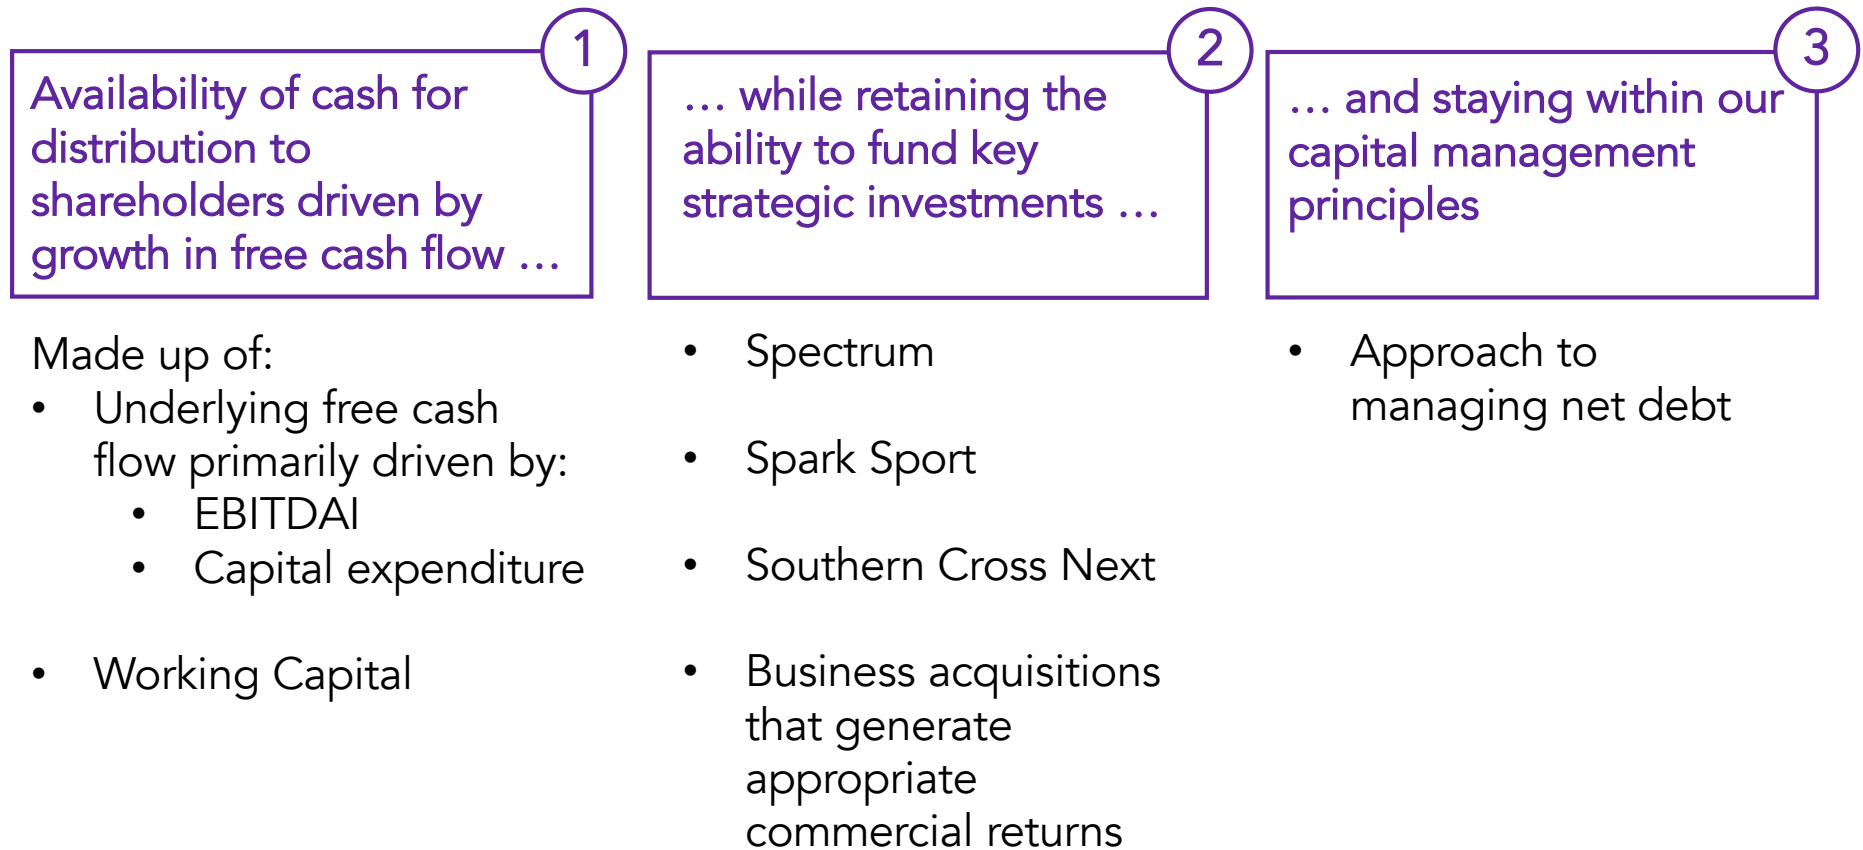 1
Availability of cash for
distribution to
shareholders driven by
growth in free cash flow …
Made up of:
• Underlying free cash
flow primarily driven by:
• EBITDAI
• Capital expenditure
• Working Capital
2
… while retaining the
ability to fund key
strategic investments …
• Spectrum
• Spark Sport
• Southern Cross Next
• Business acquisitions
that generate
appropriate
commercial returns
3
… and staying within our
capital management
principles
• Approach to
managing net debt